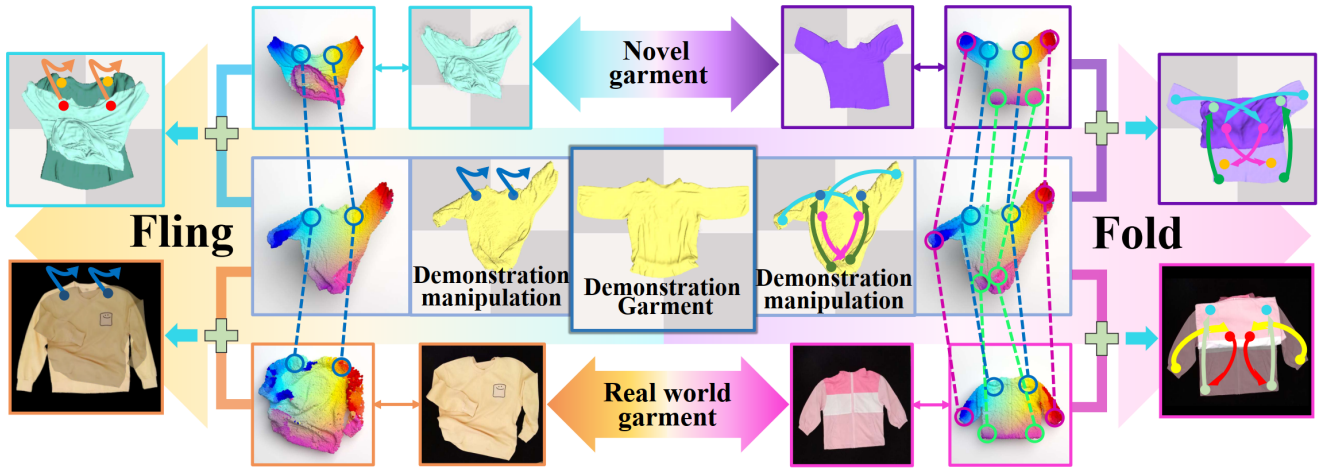 Novel
garment
Fling
Fold
Demonstration
manipulation
Demonstration
Garment
Demonstration
manipulation
Real world
garment